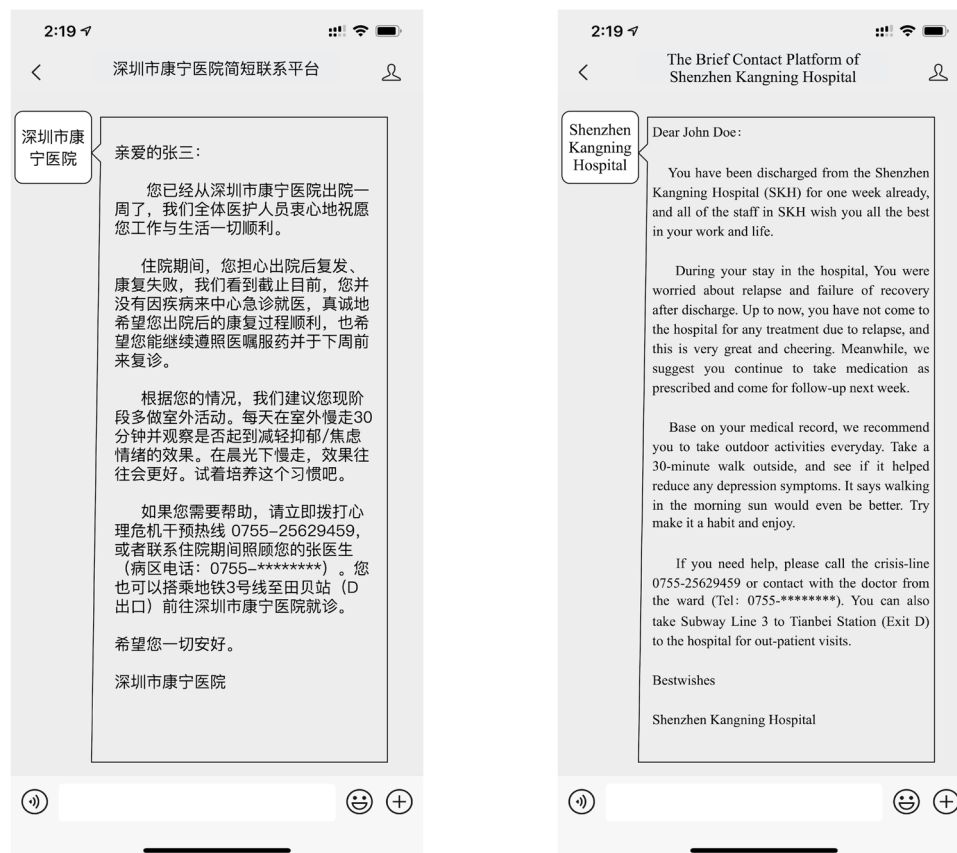 2:19
深圳市康宁医院简短联系平台
深圳市康
宁医院
亲爱的张三：
您已经从深圳市康宁医院出院一
周了，我们全体医护人员衷心地祝愿
您工作与生活一切顺利。
住院期间，您担心出院后复发、
康复失败，我们看到截止目前，您并
没有因疾病来中心急诊就医，真诚地
希望您出院后的康复过程顺利，也希
望您能继续遵照医嘱服药并于下周前
来复诊。
根据您的情况，我们建议您现阶
段多做室外活动。每天在室外慢走30
分钟并观察是否起到减轻抑郁/焦虑
情绪的效果。在晨光下慢走，效果往
往会更好。试着培养这个习惯吧。
如果您需要帮助，请立即拨打心
理危机干预热线 0755-25629459，
或者联系住院期间照顾您的张医生
（病区电话：0755-********）。您
也可以搭乘地铁3号线至田贝站（D
出口）前往深圳市康宁医院就诊。
希望您一切安好。
深圳市康宁医院
2:19
The Brief Contact Platform of
Shenzhen Kangning Hospital
Shenzhen
Kangning
Hospital
Dear John Doe:
You have been discharged from the Shenzhen
Kangning Hospital (SKH) for one week already,
and all of the staff in SKH wish you all the best
in your work and life.
During your stay in the hospital, You were
worried about relapse and failure of recovery
after discharge. Up to now, you have not come to
the hospital for any treatment due to relapse, and
this is very great and cheering. Meanwhile, we
suggest you continue to take medication as
prescribed and come for follow-up next week.
Base on your medical record, we recommend
you to take outdoor activities everyday. Take a
30-minute walk outside, and see if it helped
reduce any depression symptoms. It says walking
in the morning sun would even be better. Try
make it a habit and enjoy.
If you need help, please call the crisis-line
0755-25629459 or contact with the doctor from
the ward (Tel: 0755-********). You can also
take Subway Line 3 to Tianbei Station (Exit D)
to the hospital for out-patient visits.
Bestwishes
Shenzhen Kangning Hospital